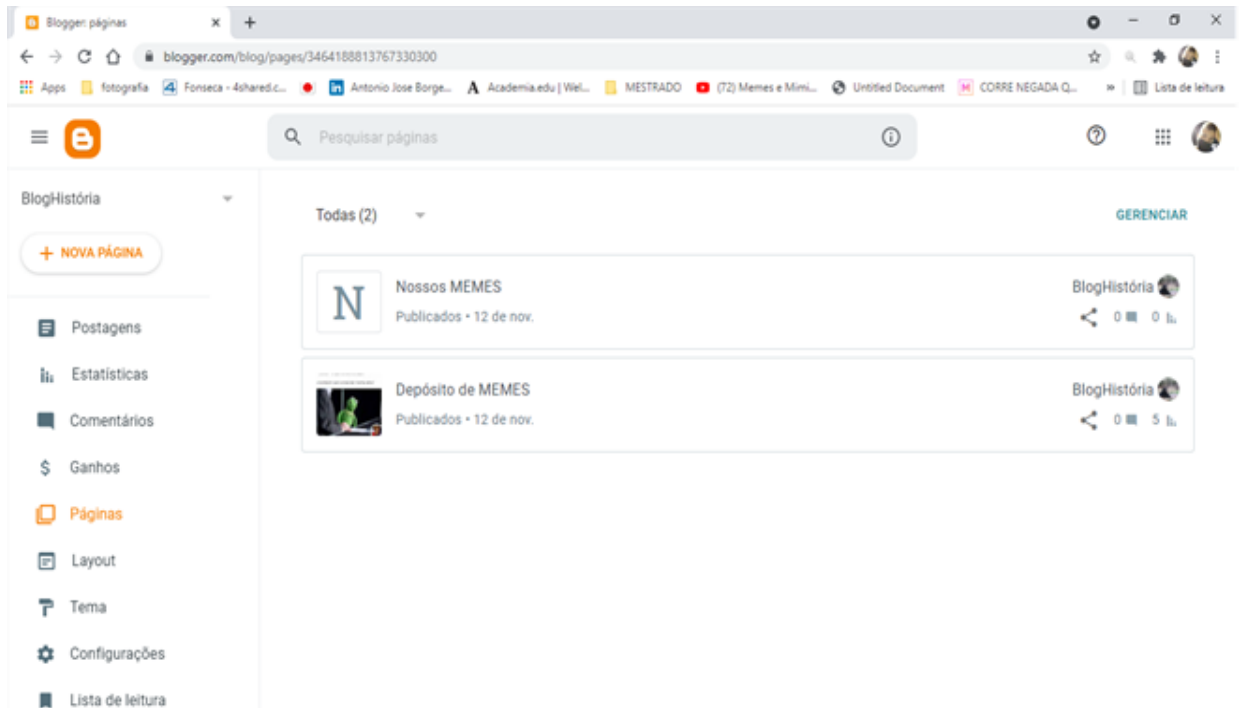 Blogger: páginas
blogger.com/blog/pages/3464188813767330300
Apps fotografia Fonseca - 4shared.c... Antonio Jose Borge... Academia.edu | Wel... MESTRADO (72) Memes e Mimi... Untitled Document CORRE NEGADA Q... » Lista de leitura
Pesquisar páginas
BlogHistória
Todas (2)
GERENCIAR
+ NOVA PÁGINA
Nossos MEMES
BlogHistória
Publicados • 12 de nov.
0 0
Depósito de MEMES
BlogHistória
Publicados • 12 de nov.
0 5
Postagens
Estatísticas
Comentários
Ganhos
Páginas
Layout
Tema
Configurações
Lista de leitura